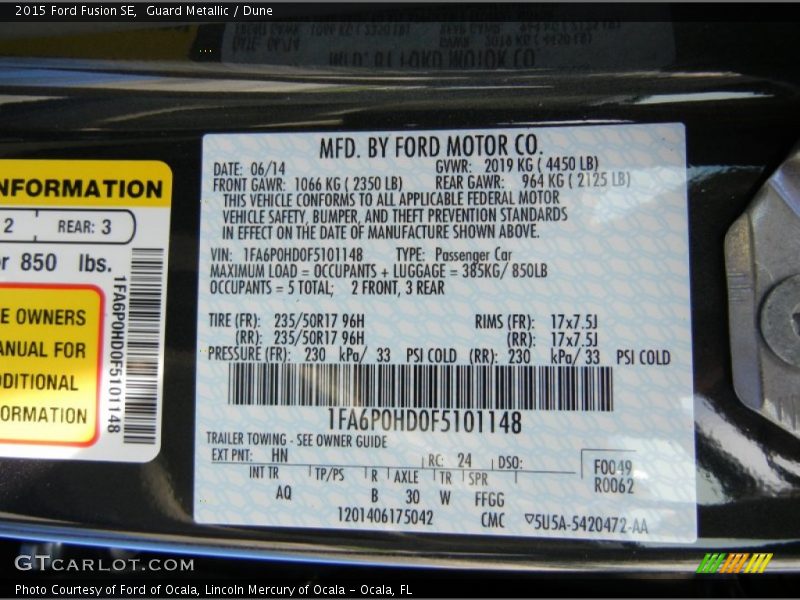 2015 Ford Fusion SE, Guard Metallic / Dune
MFD. BY FORD MOTOR CO.
DATE: 06/14 GVWR: 2019 KG ( 4450 LB)
FRONT GAWR: 1066 KG ( 2350 LB) REAR GAWR: 964 KG ( 2125 LB)
THIS VEHICLE CONFORMS TO ALL APPLICABLE FEDERAL MOTOR
VEHICLE SAFETY, BUMPER, AND THEFT PREVENTION STANDARDS
IN EFFECT ON THE DATE OF MANUFACTURE SHOWN ABOVE.
VIN: 1FA6P0HD0F5101148 TYPE: Passenger Car
MAXIMUM LOAD = OCCUPANTS + LUGGAGE = 385KG/ 850LB
OCCUPANTS = 5 TOTAL; 2 FRONT, 3 REAR
TIRE (FR): 235/50R17 96H RIMS (FR): 17x7.5J
(RR): 235/50R17 96H (RR): 17x7.5J
PRESSURE (FR): 230 kPa/ 33 PSI COLD (RR): 230 kPa/ 33 PSI COLD
1FA6P0HD0F5101148
TRAILER TOWING - SEE OWNER GUIDE
EXT PNT: HN RC: 24 DSO: F0049
INT TR TP/PS R AXLE TR SPR R0062
AQ B 30 W FFGG
1201406175042 CMC ▽5U5A-5420472-AA
NFORMATION
2 REAR: 3
or 850 lbs.
E OWNERS
ANUAL FOR
DDITIONAL
ORMATION
1FA6P0HD0F5101148
GTCARLOT.COM
Photo Courtesy of Ford of Ocala, Lincoln Mercury of Ocala – Ocala, FL